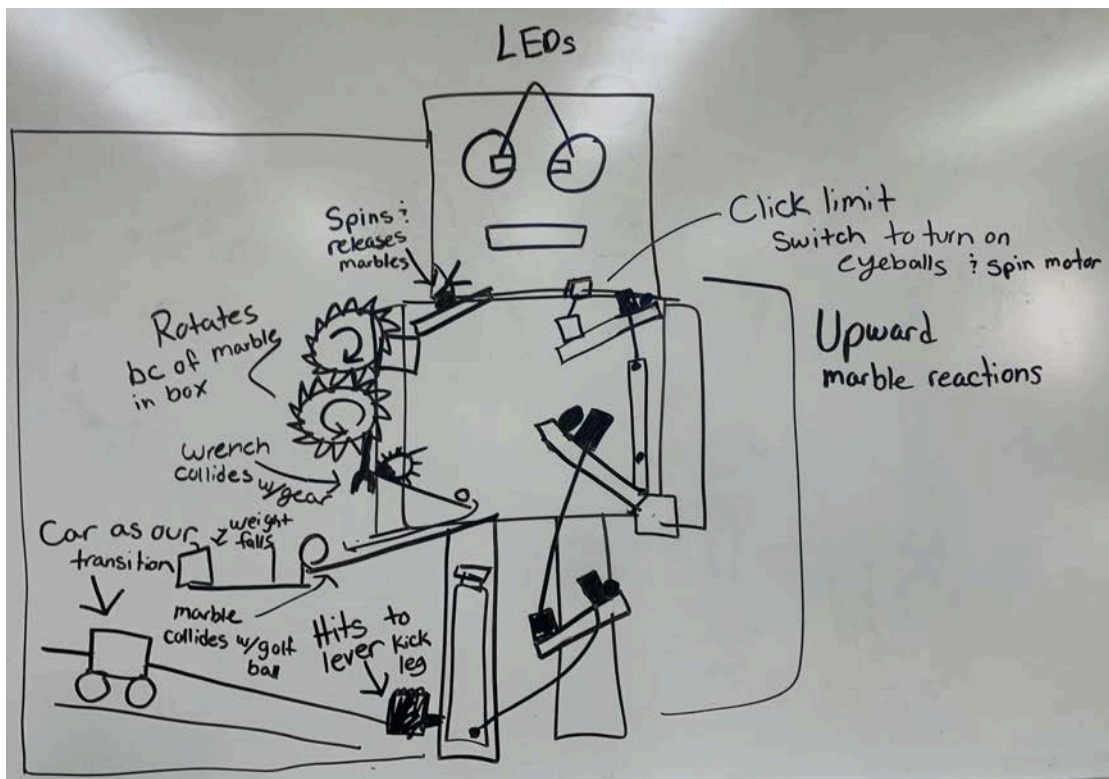 LEDs
Spins &
releases
marbles
Click limit
switch to turn on
eyeballs & spin motor
Rotates
bc of marble
in box
Upward
marble reactions
wrench
collides
w/gear
Car as our
transition
weight
falls
marble
collides w/golf
ball
Hits to
lever kick
leg